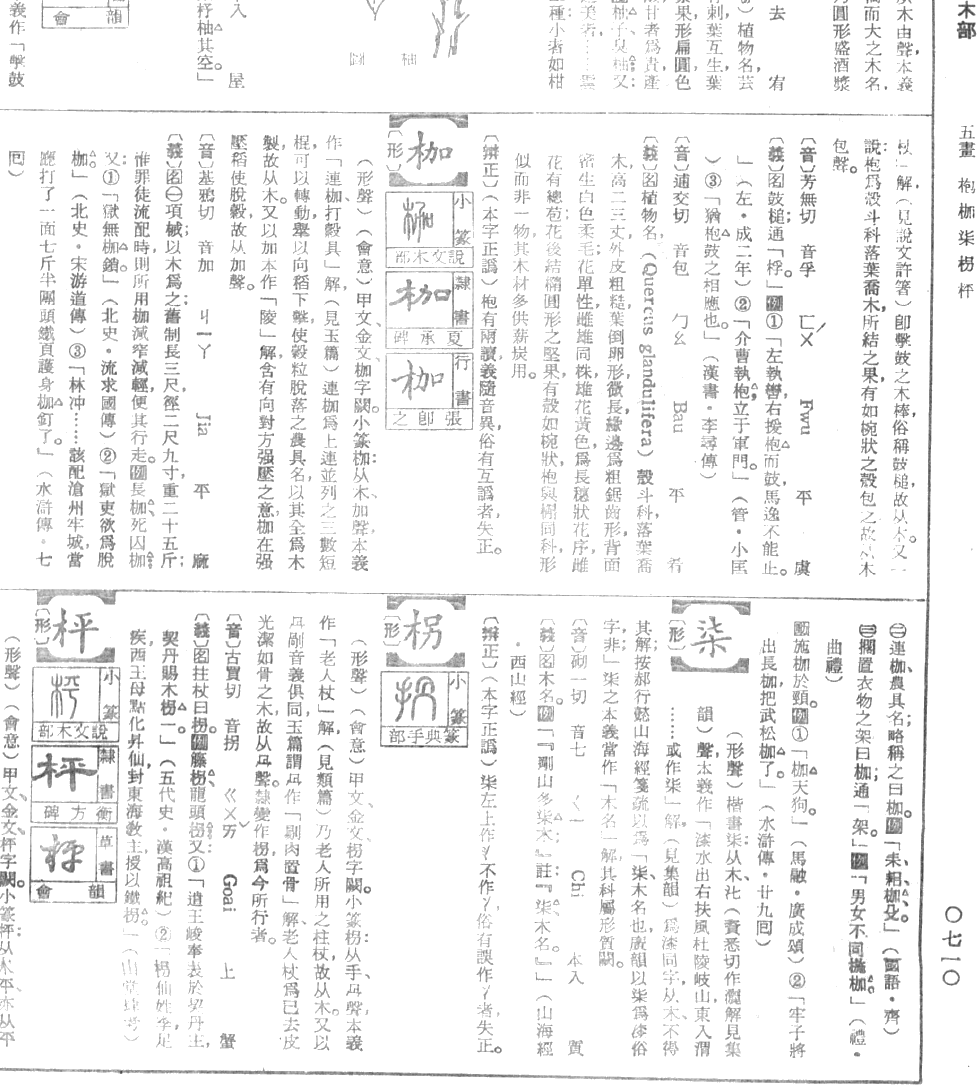 木部
五畫 枹枷柒枴枰
〇七一〇
木由聲，本義
而大之木名，
圓形盛酒漿
去 宥
植物名，芸
有刺葉互生葉
果形扁圓色
甘者爲貴產
柚子臭柚又：
美者……雲
種：小者如柑
柚 圖
入 屋
杼柚其空。」
韻 會
義作「擊鼓
杖」解（見說文許箸）卽擊鼓之木棒，俗稱鼓槌，故从木。又一
說枹爲殼斗科落葉喬木，所結之果有如椀狀之殼包之，故从木
包聲。
〔音〕芳無切 音孚 ㄈㄨˊ Fwu 平 虞
〔義〕名鼓槌；通「桴」。例①「左執轡，右援枹而鼓，馬逸不能止。
」（左・成二年）②「介冑執枹，立于軍門。」（管・小匡
）③「猶枹鼓之相應也。」（漢書・李尋傳）
〔音〕逋交切 音包 ㄅㄠ Bau 平 肴
〔義〕名植物名，（Quercus glandulifera）殼斗科落葉喬
木，高二三丈，外皮粗糙，葉倒卵形微長，緣邊爲粗鋸齒形，背面
密生白色柔毛，花單性，雌雄同株，雄花黃色，爲長穗狀花序，雌
花有總苞，花後結橢圓形之堅果，有殼如椀狀，枹與槲同科，形
似而非一物，其木材多供薪炭用。
〔辨正〕（本字正譌）枹有兩讀，義隨音異，俗有互譌者失正。
枷
〔形〕
小篆 說文木部
隸書 夏承碑
行書 張卽之
（形聲）（會意）甲文、金文枷字闕。小篆枷：从木、加聲，本義
作「連枷，打穀具」解（見玉篇）連枷爲上連並列之三數短
棍，可以轉動，舉以向稻下擊，使穀粒脫落之農具名，以其全爲木
製，故从木。又以加本作「陵」解，含有向對方强壓之意，枷在强
壓稻使脫穀，故从加聲。
〔音〕基鴉切 音加 ㄐㄧㄚ Jia 平 麻
〔義〕名㊀項械，以木爲之，舊制長三尺，徑二尺九寸，重二十五斤；
唯罪徒流配時，則所用枷減窄減輕，便其行走。例長枷、死囚枷
又：①「獄無枷鎖。」（北史・流求國傳）②「獄吏欲爲脫
枷。」（北史・宋游道傳）③「林冲……該配滄州牢城，當
廳打了一面七斤半團頭鐵頁護身枷釘了。」（水滸傳・七
回）
㊁連枷，農具名；略稱之曰枷。例「耒、耜、枷、殳」（國語・齊）
㊂擱置衣物之架曰枷；通「架」。例「男女不同椸枷。」（禮・
曲禮）
動施枷於頸。例①「枷天狗。」（馬融・廣成頌）②「牢子將
出長枷，把武松枷了。」（水滸傳・廿九回）
柒
〔形〕
（形聲）楷書柒：从木、㲺（賷悉切，作瀷解，見集
韻）聲，本義作「漆，水出右扶風杜陵岐山東入渭
……或作柒」解（見集韻）爲漆同字，从木不得
其解。按郝行懿山海經箋疏以爲「柒，木名也，廣韻以柒爲漆俗
字，非」柒之本義當作「木名」解，其科屬形質闕。
〔音〕砌一切 音七 ㄑㄧ Chi 本入 質
〔義〕名木名。例「『剛山多柒木。』註：『柒木名。』」（山海經
・西山經）
〔辨正〕（本字正譌）柒左上作氵不作冫，俗有誤作冫者失正。
枴
〔形〕
小篆 篆典手部
（形聲）（會意）甲文、金文枴字闕。小篆枴：从手、冎聲，本義
作「老人杖」解（見類篇）乃老人所用之柱杖，故从木。又以
冎剮音義俱同，玉篇謂冎作「剮肉置骨」解，老人杖爲已去皮
光潔如骨之木，故从冎聲。隸變作枴，爲今所行者。
〔音〕古買切 音拐 ㄍㄨㄞ Goai 上 蟹
〔義〕名柱杖曰枴。例籐枴、龍頭枴。又：①「遣王峻奉表於契丹主，
契丹賜木枴一。」（五代史・漢高祖紀）②「枴仙姓李，足
疾，西王母點化昇仙，封東海敎主，授以鐵枴。」（山堂肆考）
枰
〔形〕
小篆 說文木部
隸書 衡方碑
草書 韻會
（形聲）（會意）甲文、金文枰字闕。小篆枰：从木、平，亦从平